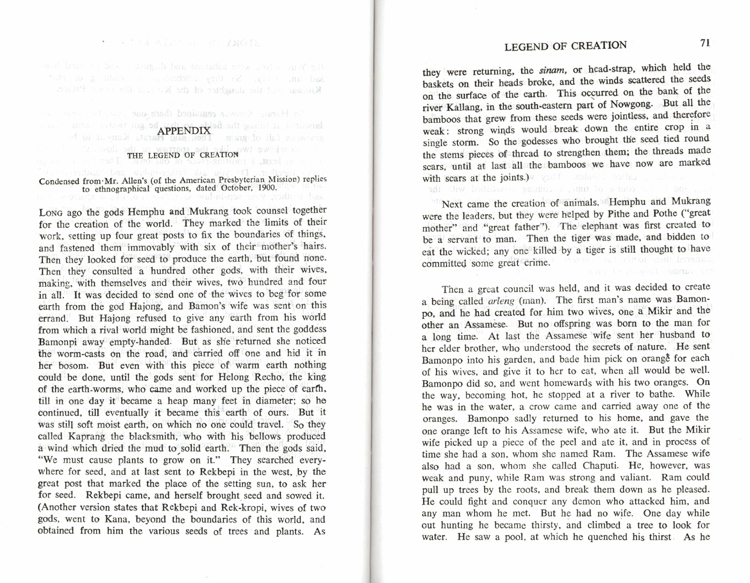 APPENDIX
THE LEGEND OF CREATION
Condensed from Mr. Allen's (of the American Presbyterian Mission) replies
to ethnographical questions, dated October, 1900.
LONG ago the gods Hemphu and Mukrang took counsel together
for the creation of the world. They marked the limits of their
work, setting up four great posts to fix the boundaries of things,
and fastened them immovably with six of their mother's hairs.
Then they looked for seed to produce the earth, but found none.
Then they consulted a hundred other gods, with their wives,
making, with themselves and their wives, two hundred and four
in all. It was decided to send one of the wives to beg for some
earth from the god Hajong, and Bamon's wife was sent on this
errand. But Hajong refused to give any earth from his world
from which a rival world might be fashioned, and sent the goddess
Bamonpi away empty-handed. But as she returned she noticed
the worm-casts on the road, and carried off one and hid it in
her bosom. But even with this piece of warm earth nothing
could be done, until the gods sent for Helong Recho, the king
of the earth-worms, who came and worked up the piece of earth,
till in one day it became a heap many feet in diameter; so he
continued, till eventually it became this earth of ours. But it
was still soft moist earth, on which no one could travel. So they
called Kaprang the blacksmith, who with his bellows produced
a wind which dried the mud to solid earth. Then the gods said,
"We must cause plants to grow on it." They searched every-
where for seed, and at last sent to Rekbepi in the west, by the
great post that marked the place of the setting sun, to ask her
for seed. Rekbepi came, and herself brought seed and sowed it.
(Another version states that Rekbepi and Rek-kropi, wives of two
gods, went to Kana, beyond the boundaries of this world, and
obtained from him the various seeds of trees and plants. As
LEGEND OF CREATION 71
they were returning, the sinam, or head-strap, which held the
baskets on their heads broke, and the winds scattered the seeds
on the surface of the earth. This occurred on the bank of the
river Kallang, in the south-eastern part of Nowgong. But all the
bamboos that grew from these seeds were jointless, and therefore
weak: strong winds would break down the entire crop in a
single storm. So the godesses who brought the seed tied round
the stems pieces of thread to strengthen them; the threads made
scars, until at last all the bamboos we have now are marked
with scars at the joints.)
Next came the creation of animals. Hemphu and Mukrang
were the leaders, but they were helped by Pithe and Pothe ("great
mother" and "great father"). The elephant was first created to
be a servant to man. Then the tiger was made, and bidden to
eat the wicked; any one killed by a tiger is still thought to have
committed some great crime.
Then a great council was held, and it was decided to create
a being called arleng (man). The first man's name was Bamon-
po, and he had created for him two wives, one a Mikir and the
other an Assamese. But no offspring was born to the man for
a long time. At last the Assamese wife sent her husband to
her elder brother, who understood the secrets of nature. He sent
Bamonpo into his garden, and bade him pick on orange for each
of his wives, and give it to her to eat, when all would be well.
Bamonpo did so, and went homewards with his two oranges. On
the way, becoming hot, he stopped at a river to bathe. While
he was in the water, a crow came and carried away one of the
oranges. Bamonpo sadly returned to his home, and gave the
one orange left to his Assamese wife, who ate it. But the Mikir
wife picked up a piece of the peel and ate it, and in process of
time she had a son, whom she named Ram. The Assamese wife
also had a son, whom she called Chaputi. He, however, was
weak and puny, while Ram was strong and valiant. Ram could
pull up trees by the roots, and break them down as he pleased.
He could fight and conquer any demon who attacked him, and
any man whom he met. But he had no wife. One day while
out hunting he became thirsty, and climbed a tree to look for
water. He saw a pool, at which he quenched his thirst. As he